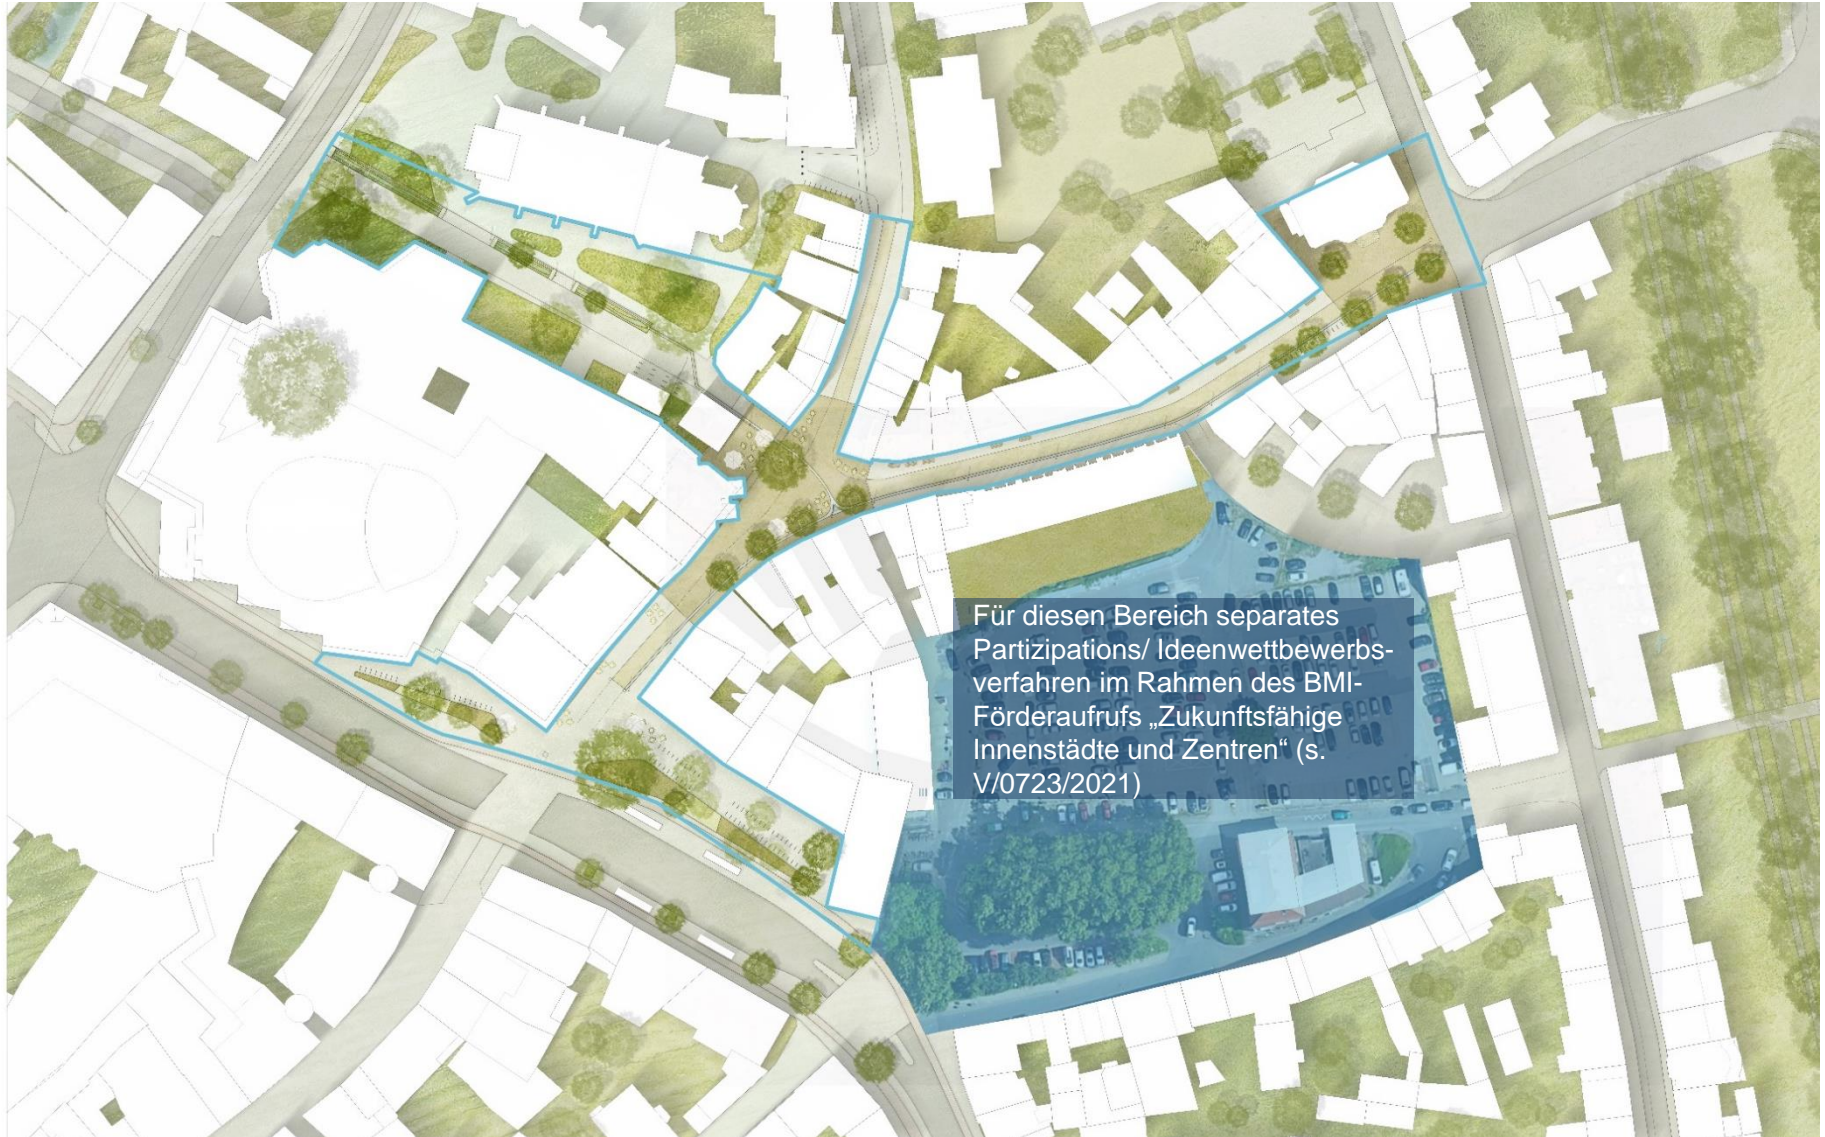 Für diesen Bereich separates
Partizipations/ Ideenwettbewerbs-
verfahren im Rahmen des BMI-
Förderaufrufs „Zukunftsfähige
Innenstädte und Zentren“ (s.
V/0723/2021)